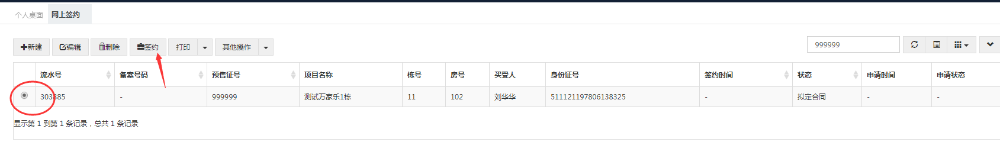 个人桌面 网上签约
新建 编辑 删除 签约 打印 其他操作 999999
流水号 备案号码 预售证号 项目名称 栋号 房号 买受人 身份证号 签约时间 状态 申请时间 申请状态
303385 - 999999 测试万家乐1栋 11 102 刘华华 511121197806138325 - 拟定合同 - -
显示第 1 到第 1 条记录，总共 1 条记录